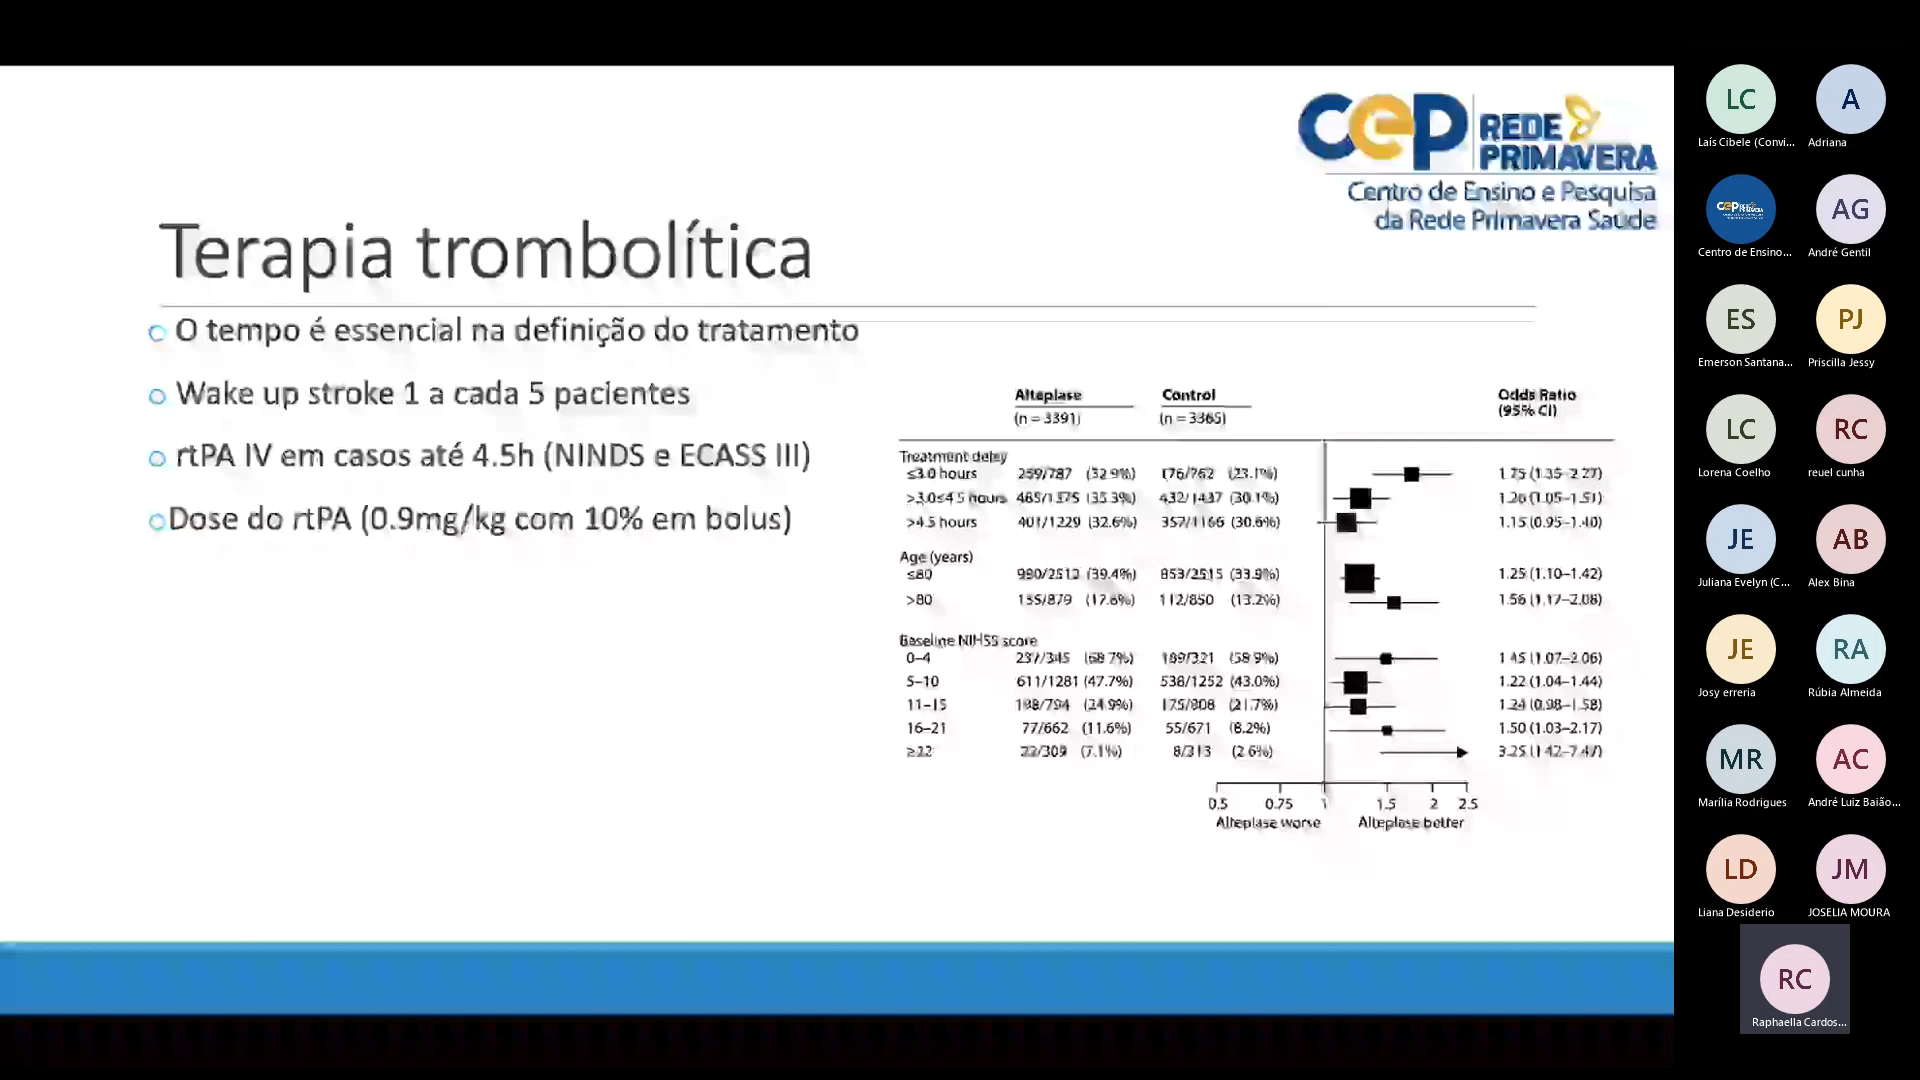 cep REDE PRIMAVERA
Centro de Ensino e Pesquisa
da Rede Primavera Saúde
Terapia trombolítica
O tempo é essencial na definição do tratamento
Wake up stroke 1 a cada 5 pacientes
rtPA IV em casos até 4.5h (NINDS e ECASS III)
Dose do rtPA (0.9mg/kg com 10% em bolus)
Alteplase Control Odds Ratio
(n = 3391) (n = 3365) (95% CI)
Treatment delay
≤3.0 hours 259/787 (32.9%) 176/762 (23.1%) 1.75 (1.35–2.27)
>3.0≤4.5 hours 485/1375 (35.3%) 432/1437 (30.1%) 1.26 (1.05–1.51)
>4.5 hours 401/1229 (32.6%) 357/1166 (30.6%) 1.15 (0.95–1.40)
Age (years)
≤80 990/2512 (39.4%) 853/2515 (33.9%) 1.25 (1.10–1.42)
>80 155/879 (17.6%) 112/850 (13.2%) 1.56 (1.17–2.08)
Baseline NIHSS score
0–4 237/345 (68.7%) 189/321 (58.9%) 1.45 (1.07–2.06)
5–10 611/1281 (47.7%) 538/1252 (43.0%) 1.22 (1.04–1.44)
11–15 198/794 (24.9%) 175/808 (21.7%) 1.24 (0.98–1.58)
16–21 77/662 (11.6%) 55/671 (8.2%) 1.50 (1.03–2.17)
≥22 22/309 (7.1%) 8/313 (2.6%) 3.25 (1.42–7.47)
0.5 0.75 1 1.5 2 2.5
Alteplase worse Alteplase better
LC A
Laís Cibele (Convi... Adriana
cep AG
Centro de Ensino... André Gentil
ES PJ
Emerson Santana... Priscilla Jessy
LC RC
Lorena Coelho reuel cunha
JE AB
Juliana Evelyn (C... Alex Bina
JE RA
Josy erreria Rúbia Almeida
MR AC
Marília Rodrigues André Luiz Baião...
LD JM
Liana Desiderio JOSELIA MOURA
RC
Raphaella Cardos...